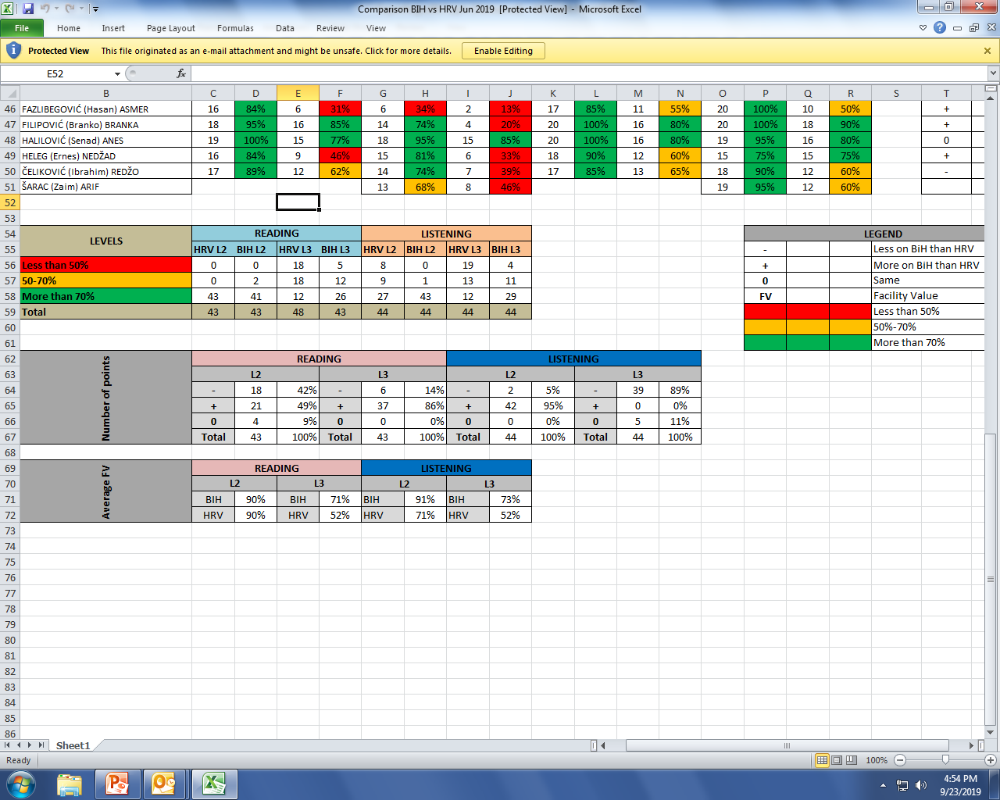 Comparison BIH vs HRV Jun 2019 [Protected View] - Microsoft Excel
File Home Insert Page Layout Formulas Data Review View
Protected View This file originated as an e-mail attachment and might be unsafe. Click for more details. Enable Editing
E52 fx
B C D E F G H I J K L M N O P Q R S T
46 FAZLIBEGOVIĆ (Hasan) ASMER 16 84% 6 31% 6 34% 2 13% 17 85% 11 55% 20 100% 10 50% +
47 FILIPOVIĆ (Branko) BRANKA 18 95% 16 85% 14 74% 4 20% 20 100% 16 80% 20 100% 18 90% +
48 HALILOVIĆ (Senad) ANES 19 100% 15 77% 18 95% 15 85% 20 100% 16 80% 19 95% 16 80% 0
49 HELEG (Ernes) NEDŽAD 16 84% 9 46% 15 81% 6 33% 18 90% 12 60% 15 75% 15 75% +
50 ČELIKOVIĆ (Ibrahim) REDŽO 17 89% 12 62% 14 74% 7 39% 17 85% 13 65% 18 90% 12 60% -
51 ŠARAC (Zaim) ARIF 13 68% 8 46% 19 95% 12 60%
52
53
54 LEVELS READING LISTENING LEGEND
55 HRV L2 BIH L2 HRV L3 BIH L3 HRV L2 BIH L2 HRV L3 BIH L3 - Less on BiH than HRV
56 Less than 50% 0 0 18 5 8 0 19 4 + More on BiH than HRV
57 50-70% 0 2 18 12 9 1 13 11 0 Same
58 More than 70% 43 41 12 26 27 43 12 29 FV Facility Value
59 Total 43 43 48 43 44 44 44 44 Less than 50%
60 50%-70%
61 More than 70%
62 Number of points READING LISTENING
63 L2 L3 L2 L3
64 - 18 42% - 6 14% - 2 5% - 39 89%
65 + 21 49% + 37 86% + 42 95% + 0 0%
66 0 4 9% 0 0 0% 0 0 0% 0 5 11%
67 Total 43 100% Total 43 100% Total 44 100% Total 44 100%
68
69 Average FV READING LISTENING
70 L2 L3 L2 L3
71 BIH 90% BIH 71% BIH 91% BIH 73%
72 HRV 90% HRV 52% HRV 71% HRV 52%
73
74
75
76
77
78
79
80
81
82
83
84
85
86
Sheet1
Ready 100%
4:54 PM
9/23/2019